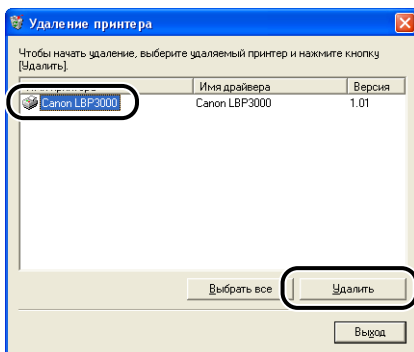 Удаление принтера
Чтобы начать удаление, выберите удаляемый принтер и нажмите кнопку
[Удалить].
Имя драйвера Версия
Canon LBP3000 Canon LBP3000 1.01
Выбрать все Удалить
Выход